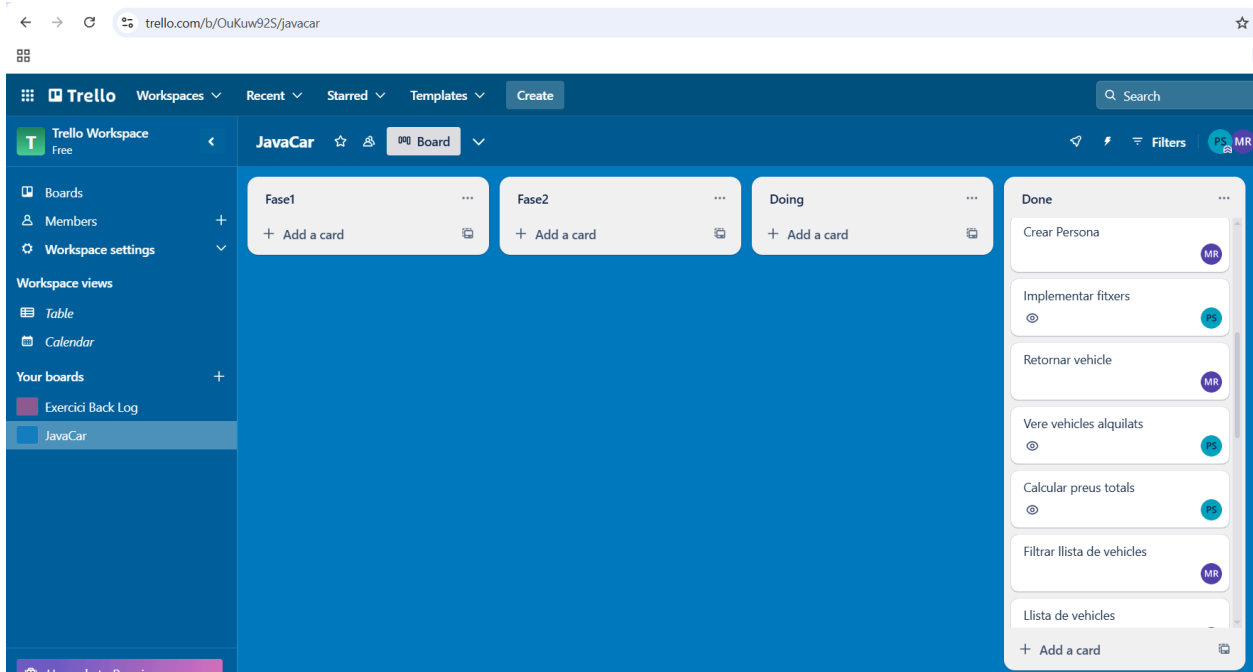 trello.com/b/OuKuw92S/javacar
Trello Workspaces Recent Starred Templates Create Search
T Trello Workspace
Free
JavaCar Board Filters PS MR
Boards
Members
Workspace settings
Workspace views
Table
Calendar
Your boards
Exercici Back Log
JavaCar
Fase1
+ Add a card
Fase2
+ Add a card
Doing
+ Add a card
Done
Crear Persona
MR
Implementar fitxers
PS
Retornar vehicle
MR
Vere vehicles alquilats
PS
Calcular preus totals
PS
Filtrar llista de vehicles
MR
Llista de vehicles
+ Add a card